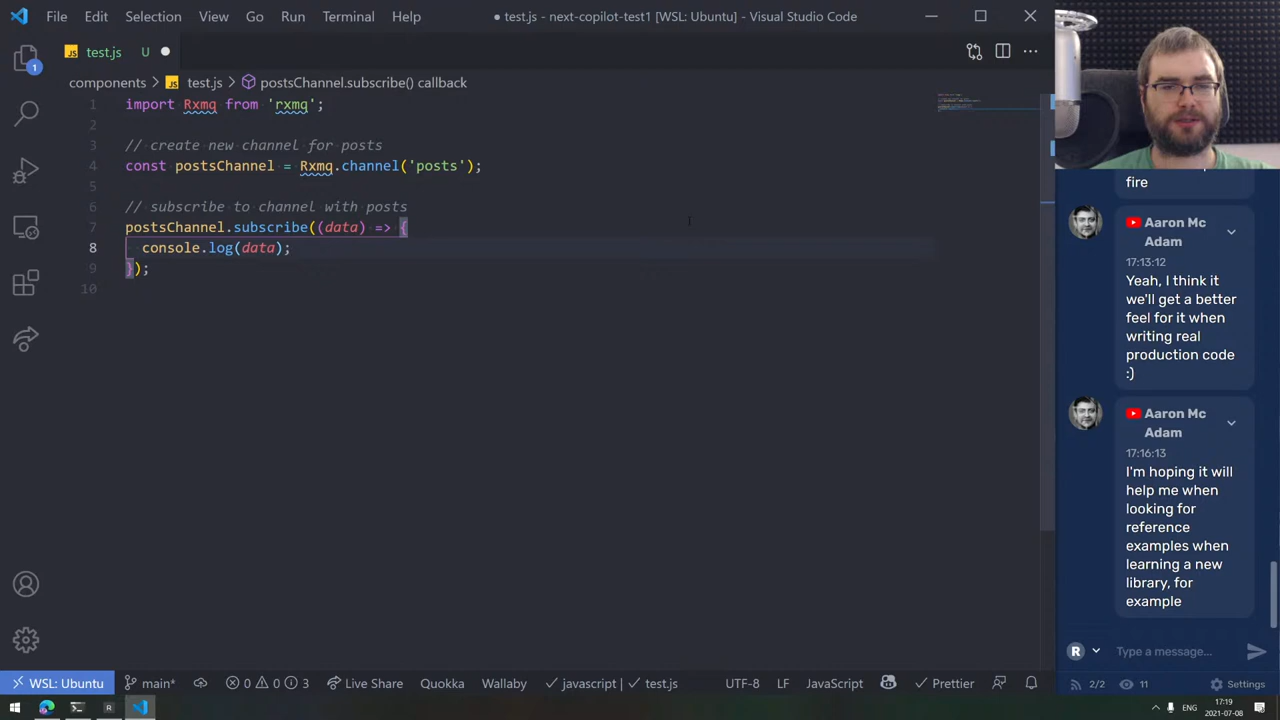 File Edit Selection View Go Run Terminal Help
● test.js - next-copilot-test1 [WSL: Ubuntu] - Visual Studio Code
1
JS test.js U ●
components > JS test.js > postsChannel.subscribe() callback
1 import Rxmq from 'rxmq';
2
3 // create new channel for posts
4 const postsChannel = Rxmq.channel('posts');
5
6 // subscribe to channel with posts
7 postsChannel.subscribe((data) => {
8 console.log(data);
9 });
10
fire
Aaron Mc
Adam
17:13:12
Yeah, I think it
we'll get a better
feel for it when
writing real
production code
:)
Aaron Mc
Adam
17:16:13
I'm hoping it will
help me when
looking for
reference
examples when
learning a new
library, for
example
R Type a message...
2/2 11 Settings
WSL: Ubuntu main* 0 0 3 Live Share Quokka Wallaby javascript | test.js UTF-8 LF JavaScript Prettier
ENG 17:19
2021-07-08